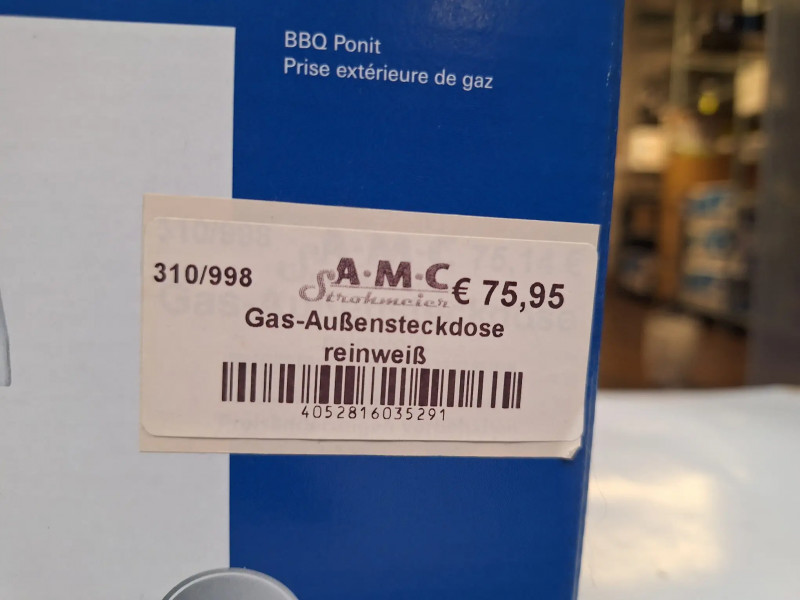 BBQ Ponit
Prise extérieure de gaz
310/998
A·M·C
Strohmeier
€ 75,95
Gas-Außensteckdose
reinweiß
4052816035291